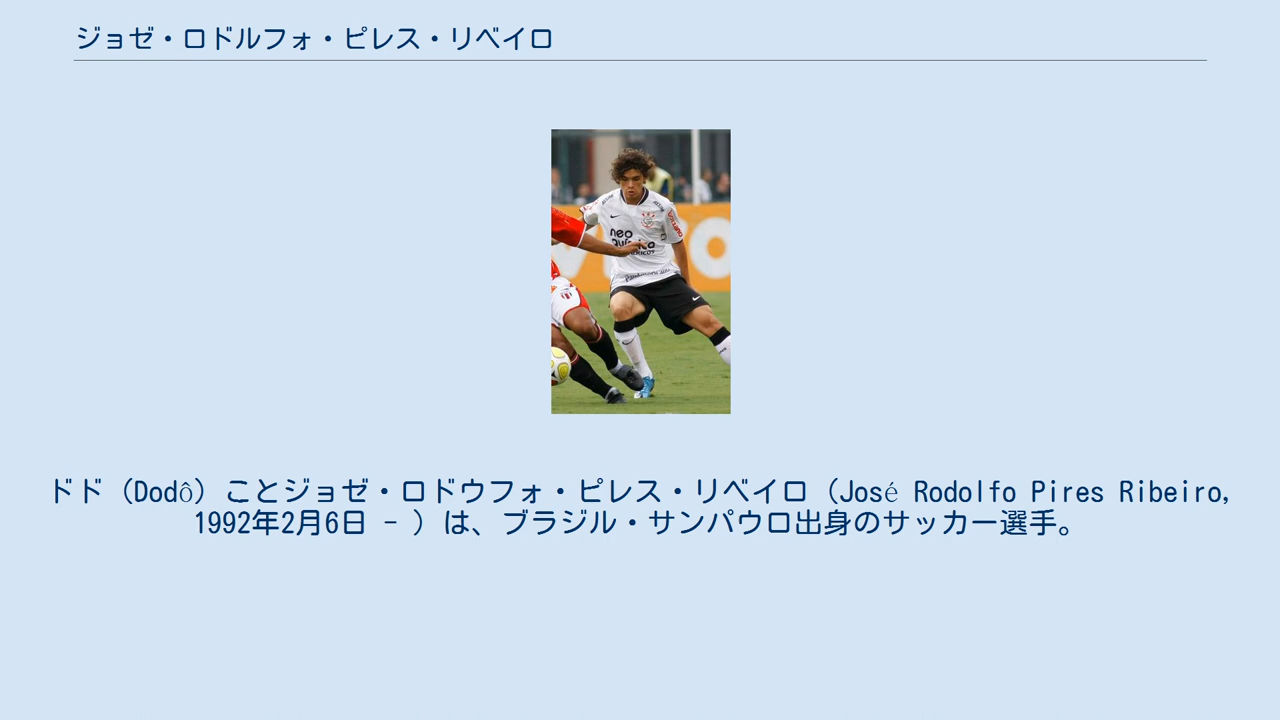 ジョゼ・ロドルフォ・ピレス・リベイロ
neo
ドド（Dodô）ことジョゼ・ロドウフォ・ピレス・リベイロ（José Rodolfo Pires Ribeiro,
1992年2月6日 - ）は、ブラジル・サンパウロ出身のサッカー選手。